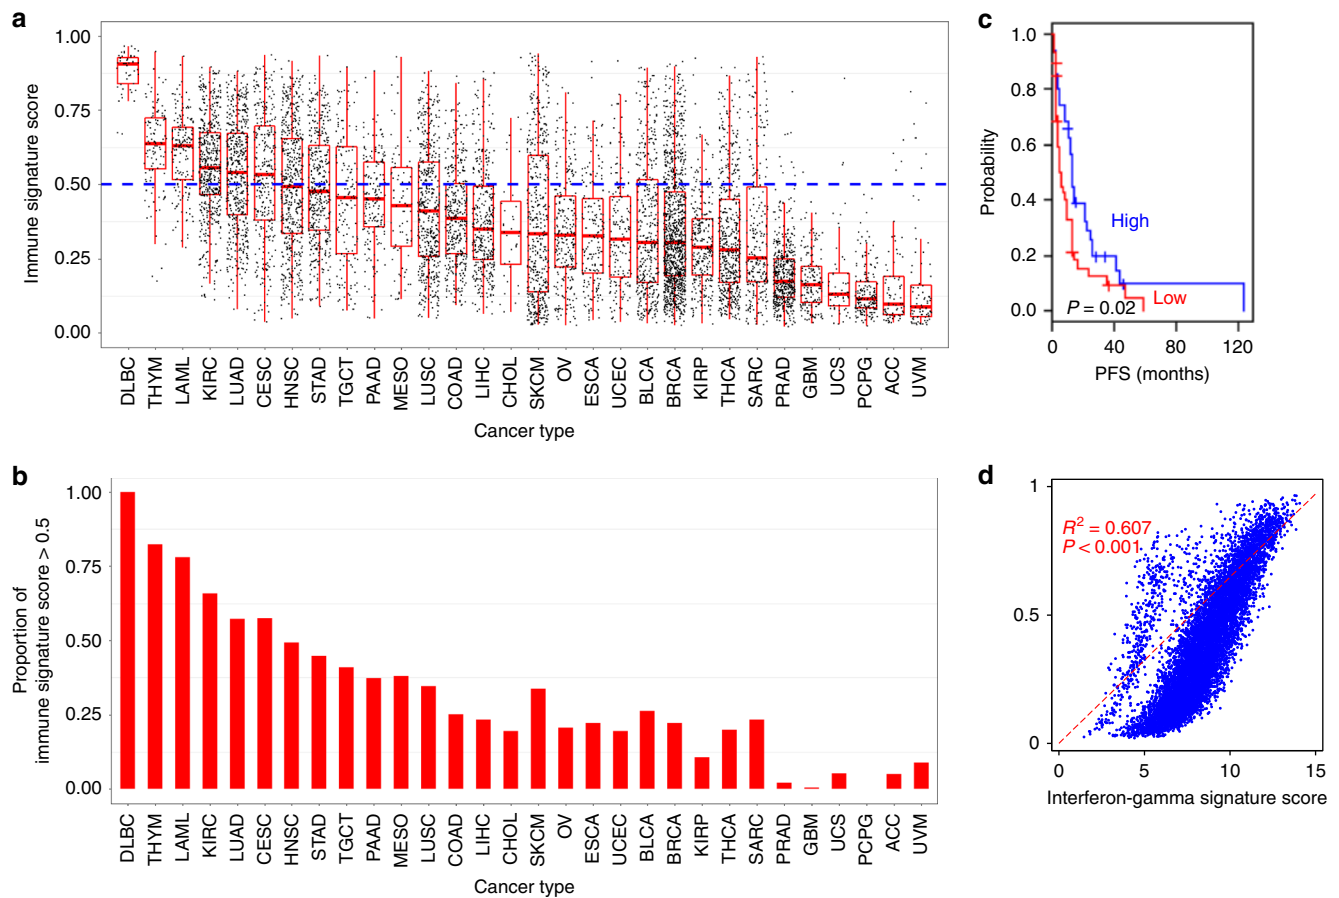 a
1.00
0.75
0.50
0.25
0.00
Immune signature score
DLBC THYM LAML KIRC LUAD CESC HNSC STAD TGCT PAAD MESO LUSC COAD LIHC CHOL SKCM OV ESCA UCEC BLCA BRCA KIRP THCA SARC PRAD GBM UCS PCPG ACC UVM
Cancer type
b
1.00
0.75
0.50
0.25
0.00
Proportion of
immune signature score > 0.5
DLBC THYM LAML KIRC LUAD CESC HNSC STAD TGCT PAAD MESO LUSC COAD LIHC CHOL SKCM OV ESCA UCEC BLCA BRCA KIRP THCA SARC PRAD GBM UCS PCPG ACC UVM
Cancer type
c
1.0
0.8
0.6
0.4
0.2
0.0
Probability
High
Low
P = 0.02
0 40 80 120
PFS (months)
d
1
0.5
0
R² = 0.607
P < 0.001
0 5 10 15
Interferon-gamma signature score